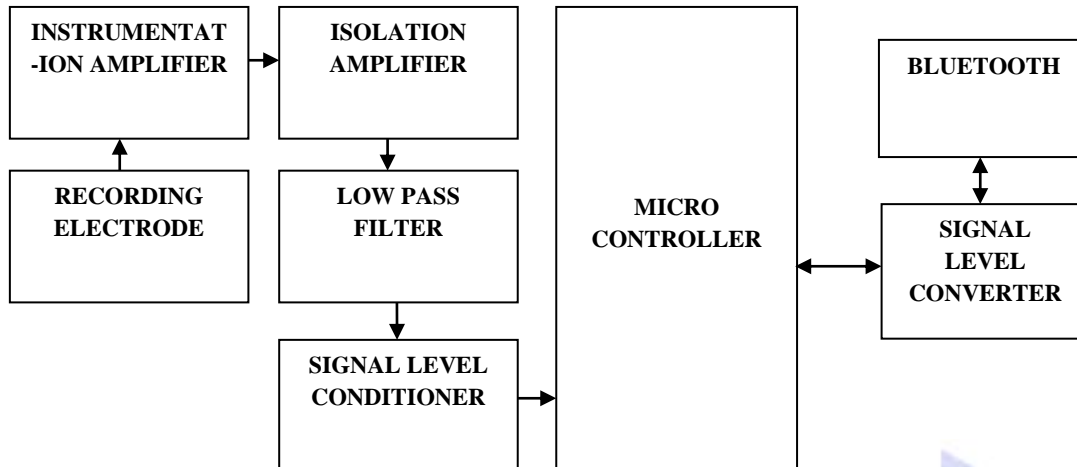 INSTRUMENTAT
-ION AMPLIFIER
ISOLATION
AMPLIFIER
BLUETOOTH
RECORDING
ELECTRODE
LOW PASS
FILTER
MICRO
CONTROLLER
SIGNAL
LEVEL
CONVERTER
SIGNAL LEVEL
CONDITIONER